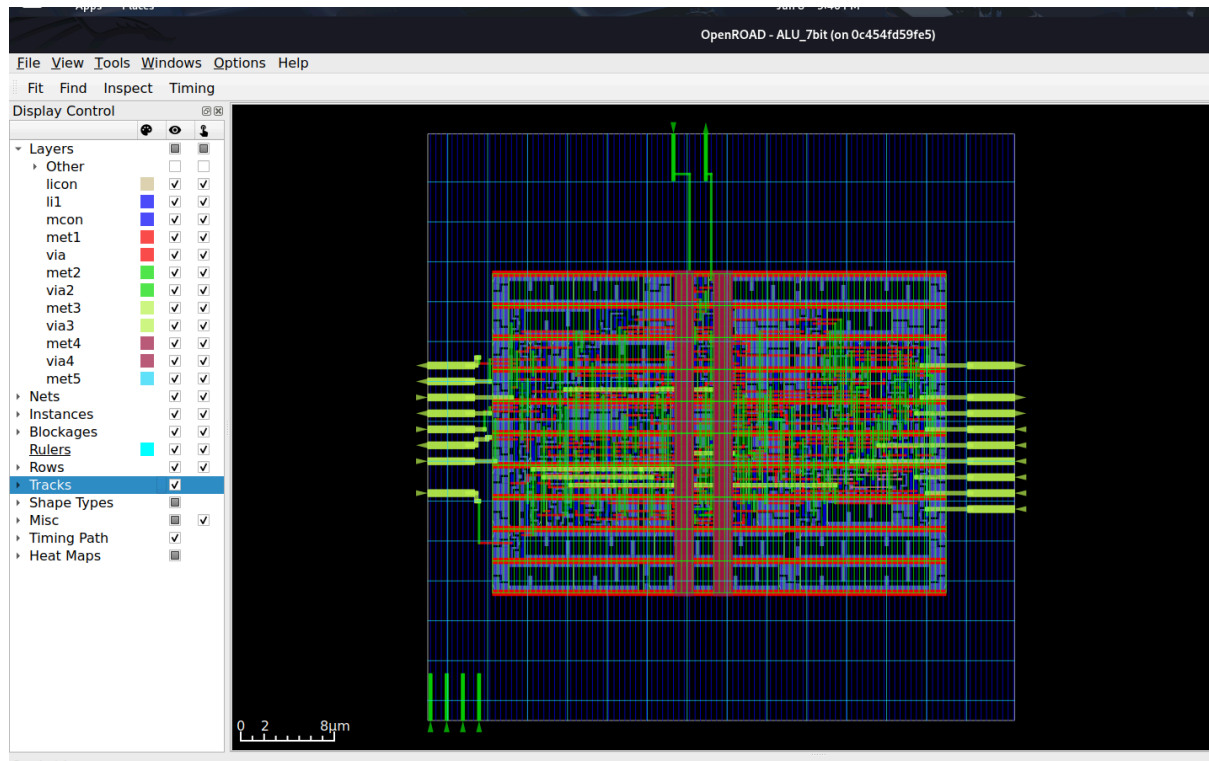 Apps Places
OpenROAD - ALU_7bit (on 0c454fd59fe5)
File View Tools Windows Options Help
Fit Find Inspect Timing
Display Control
Layers
Other
licon
li1
mcon
met1
via
met2
via2
met3
via3
met4
via4
met5
Nets
Instances
Blockages
Rulers
Rows
Tracks
Shape Types
Misc
Timing Path
Heat Maps
0 2 8μm